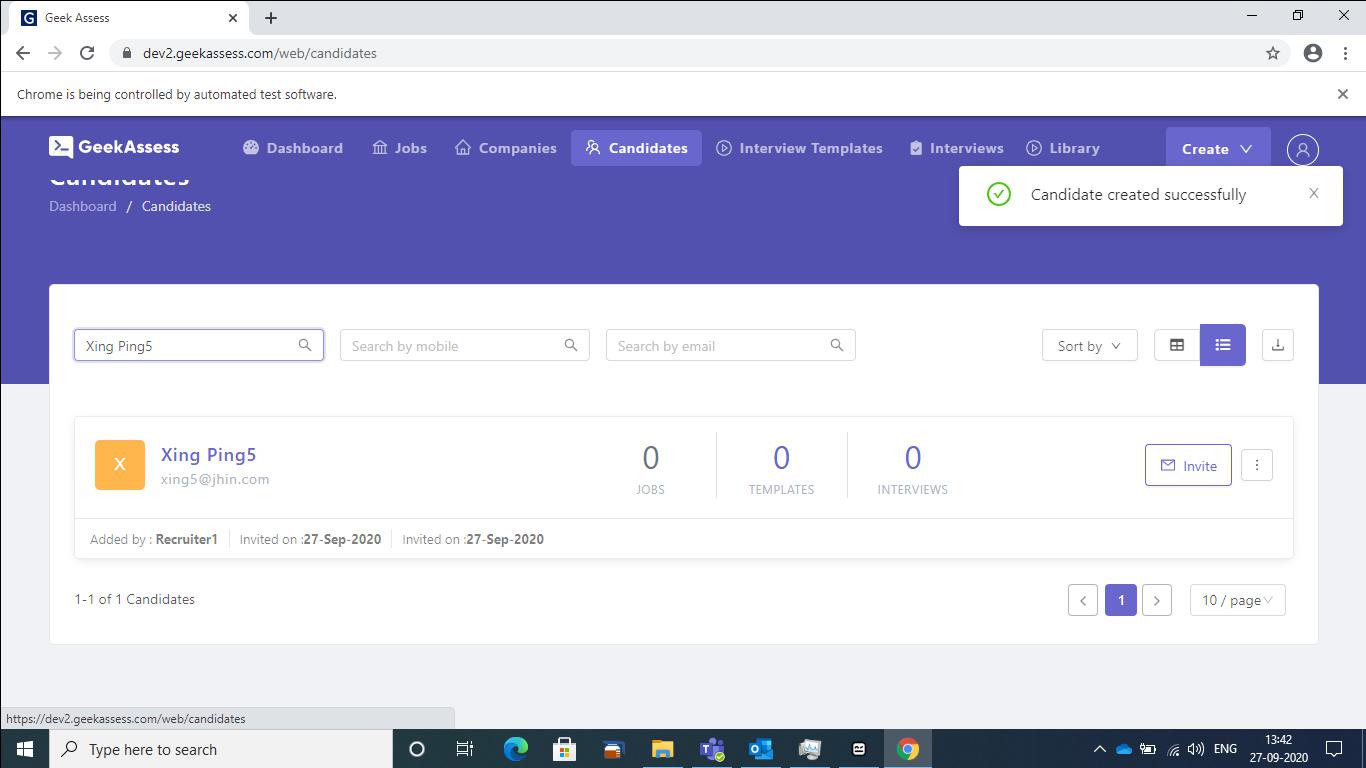 Geek Assess
dev2.geekassess.com/web/candidates
Chrome is being controlled by automated test software.
GeekAssess Dashboard Jobs Companies Candidates Interview Templates Interviews Library Create
Candidates
Dashboard / Candidates
Candidate created successfully
Xing Ping5 Search by mobile Search by email Sort by
X
Xing Ping5
xing5@jhin.com
0 0 0
JOBS TEMPLATES INTERVIEWS
Invite
Added by : Recruiter1 Invited on :27-Sep-2020 Invited on :27-Sep-2020
1-1 of 1 Candidates 1 10 / page
https://dev2.geekassess.com/web/candidates
Type here to search
ENG
13:42
27-09-2020